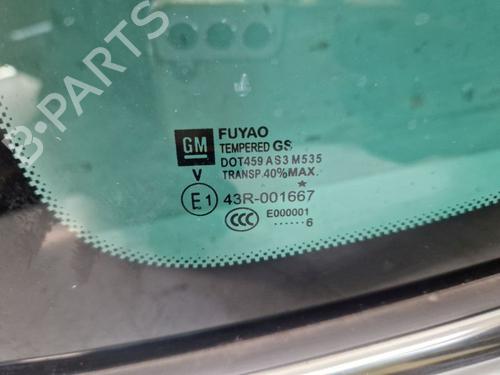 B-PARTS
GM
FUYAO
TEMPERED GS
DOT459 AS3 M535
V TRANSP.40%MAX.
E1 43R-001667
★
CCC E000001
......6